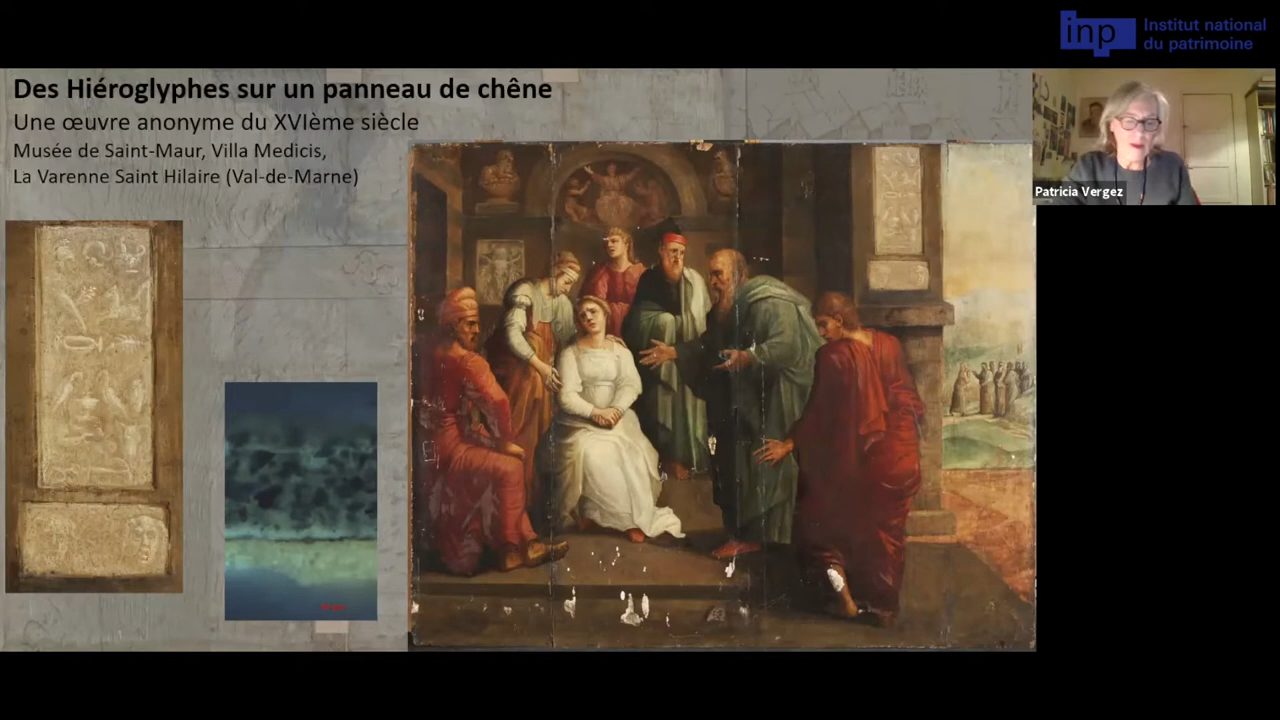 inp Institut national
du patrimoine
Des Hiéroglyphes sur un panneau de chêne
Une œuvre anonyme du XVIème siècle
Musée de Saint-Maur, Villa Medicis,
La Varenne Saint Hilaire (Val-de-Marne)
Patricia Vergez